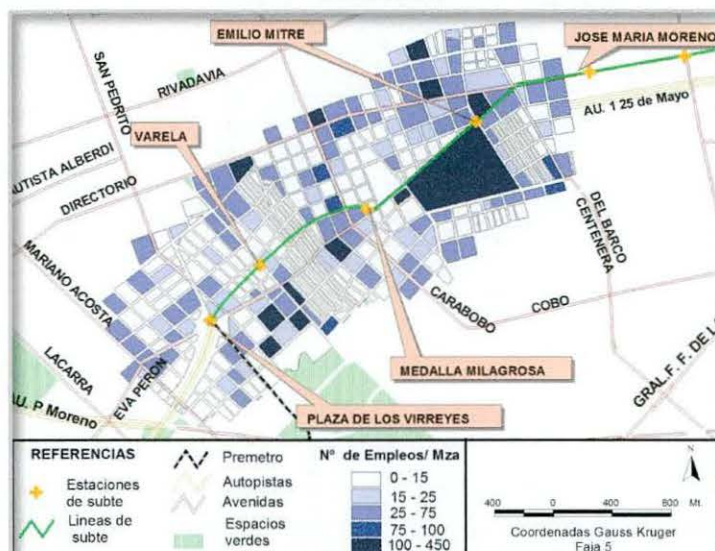 EMILIO MITRE
JOSE MARIA MORENO
SAN PEDRITO
RIVADAVIA
AU. 1 25 de Mayo
VARELA
AUTISTA ALBERDI
DIRECTORIO
DEL BARCO
CENTENERA
MARIANO ACOSTA
CARABOBO
COBO
LACARRA
EVA PERON
MEDALLA MILAGROSA
GRAL. F. F. DE L
AU. P Moreno
PLAZA DE LOS VIRREYES
REFERENCIAS
Estaciones
de subte
Lineas de
subte
Premetro
Autopistas
Avenidas
Espacios
verdes
Nº de Empleos/ Mza
0 - 15
15 - 25
25 - 75
75 - 100
100 - 450
N
400 0 400 800 Mt.
Coordenadas Gauss Kruger
Faja 5